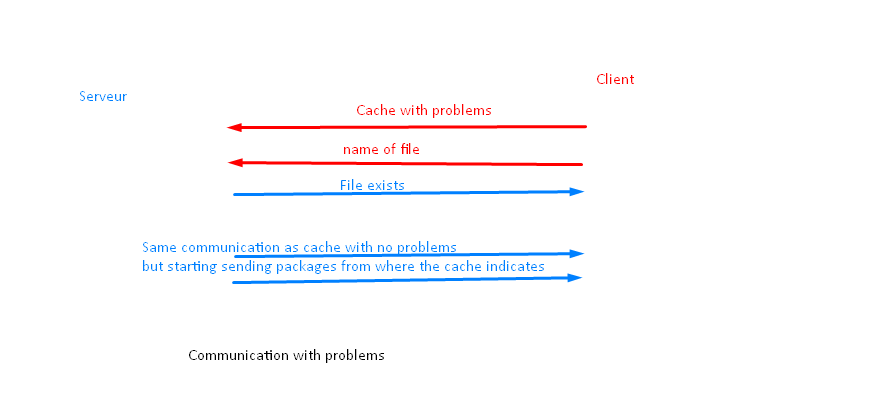 Client
Serveur
Cache with problems
name of file
File exists
Same communication as cache with no problems
but starting sending packages from where the cache indicates
Communication with problems